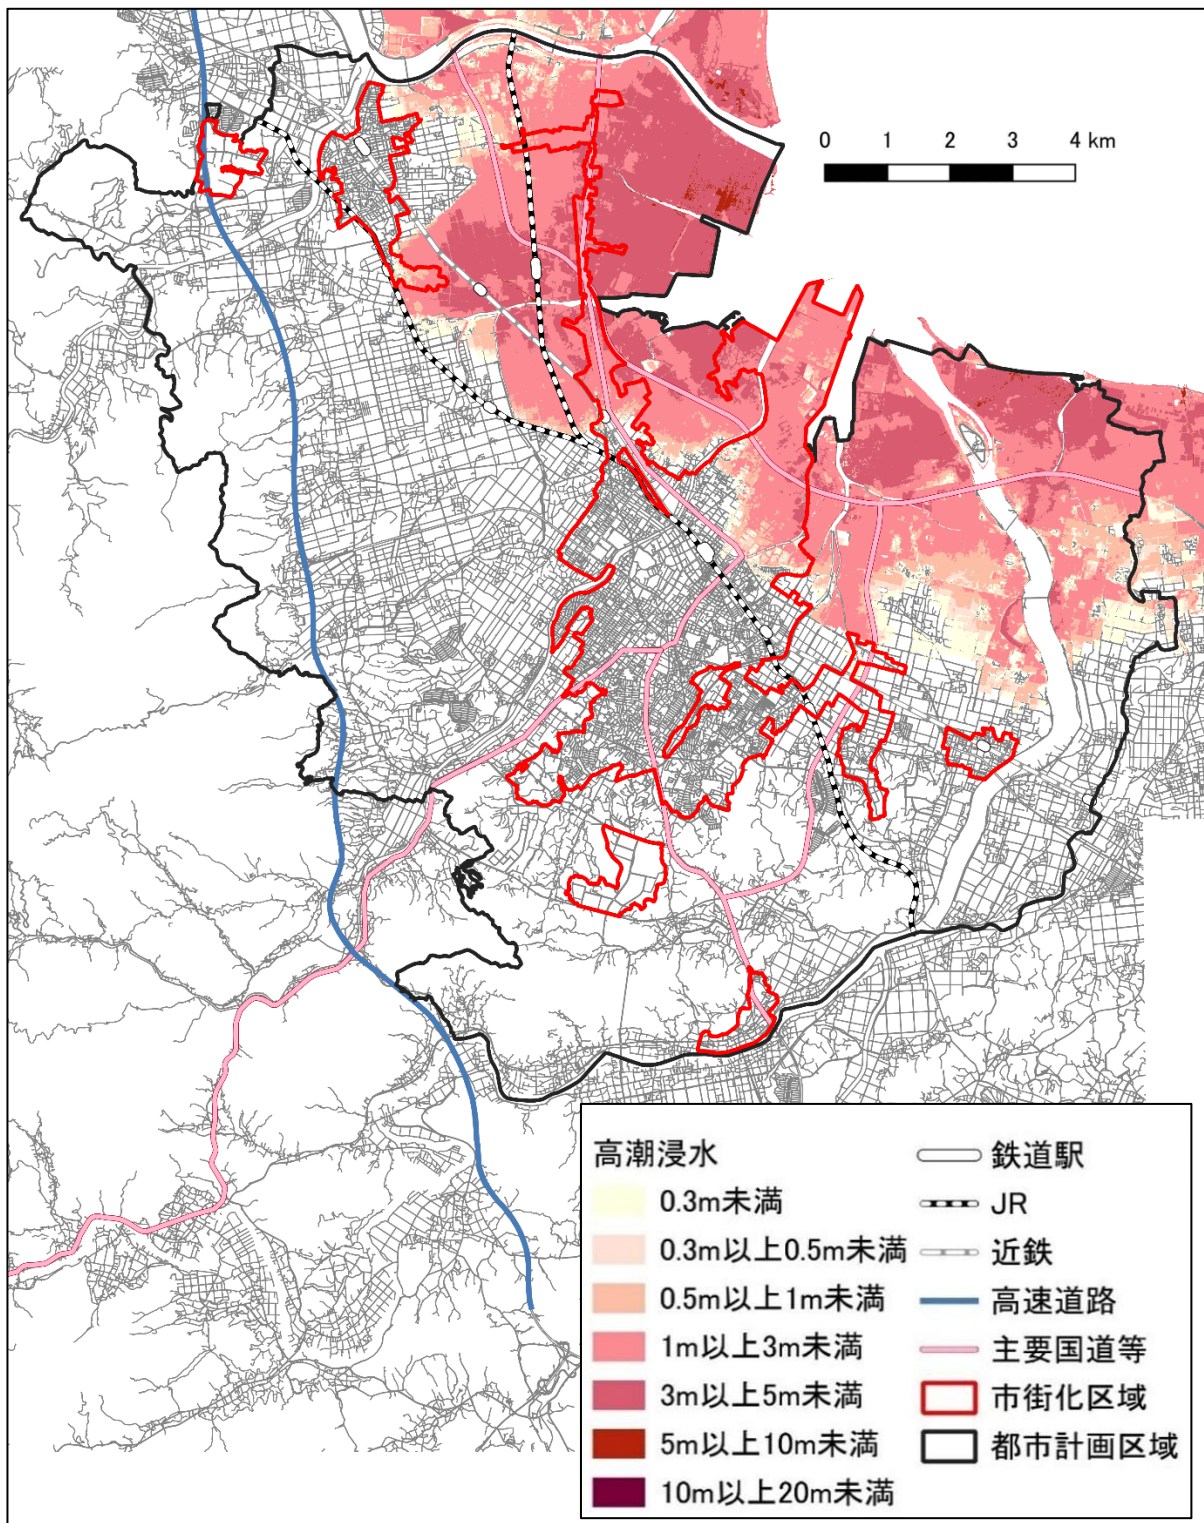 0 1 2 3 4 km
高潮浸水
0.3m未満
0.3m以上0.5m未満
0.5m以上1m未満
1m以上3m未満
3m以上5m未満
5m以上10m未満
10m以上20m未満
鉄道駅
JR
近鉄
高速道路
主要国道等
市街化区域
都市計画区域